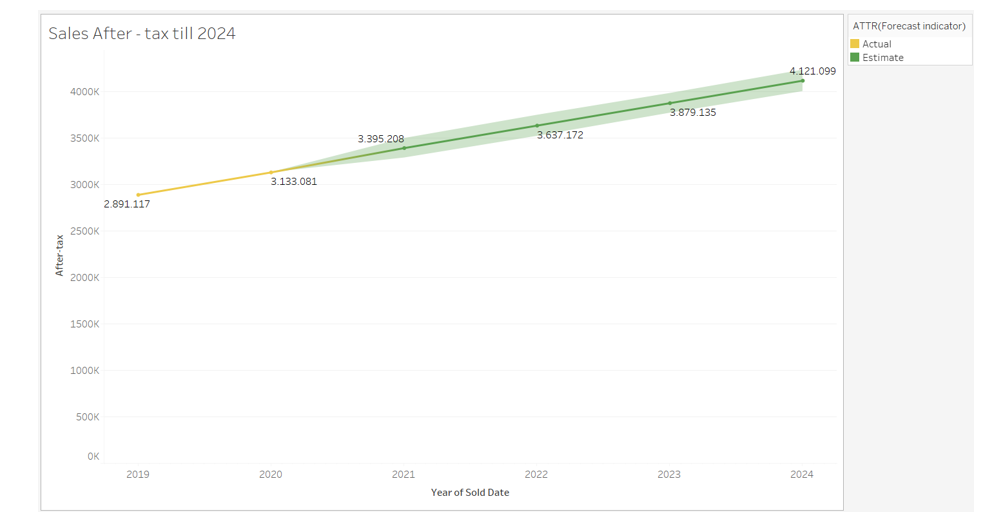 Sales After - tax till 2024
ATTR(Forecast indicator)
Actual
Estimate
4.121.099
4000K
3.879.135
3500K
3.395.208
3.637.172
3.133.081
3000K
2.891.117
2500K
After-tax
2000K
1500K
1000K
500K
0K
2019 2020 2021 2022 2023 2024
Year of Sold Date